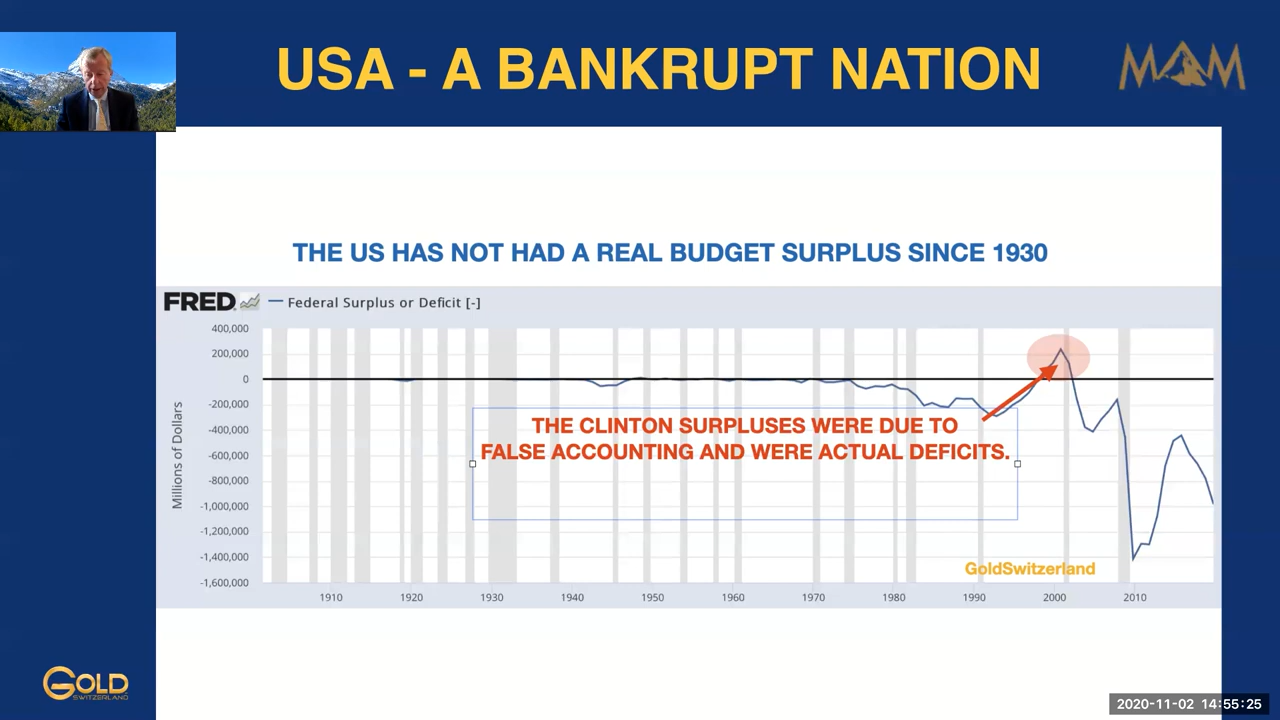 USA - A BANKRUPT NATION
MAM
THE US HAS NOT HAD A REAL BUDGET SURPLUS SINCE 1930
FRED
Federal Surplus or Deficit [-]
400,000
200,000
0
-200,000
-400,000
-600,000
-800,000
-1,000,000
-1,200,000
-1,400,000
-1,600,000
Millions of Dollars
THE CLINTON SURPLUSES WERE DUE TO
FALSE ACCOUNTING AND WERE ACTUAL DEFICITS.
GoldSwitzerland
1910 1920 1930 1940 1950 1960 1970 1980 1990 2000 2010
GOLD
SWITZERLAND
2020-11-02 14:55:25